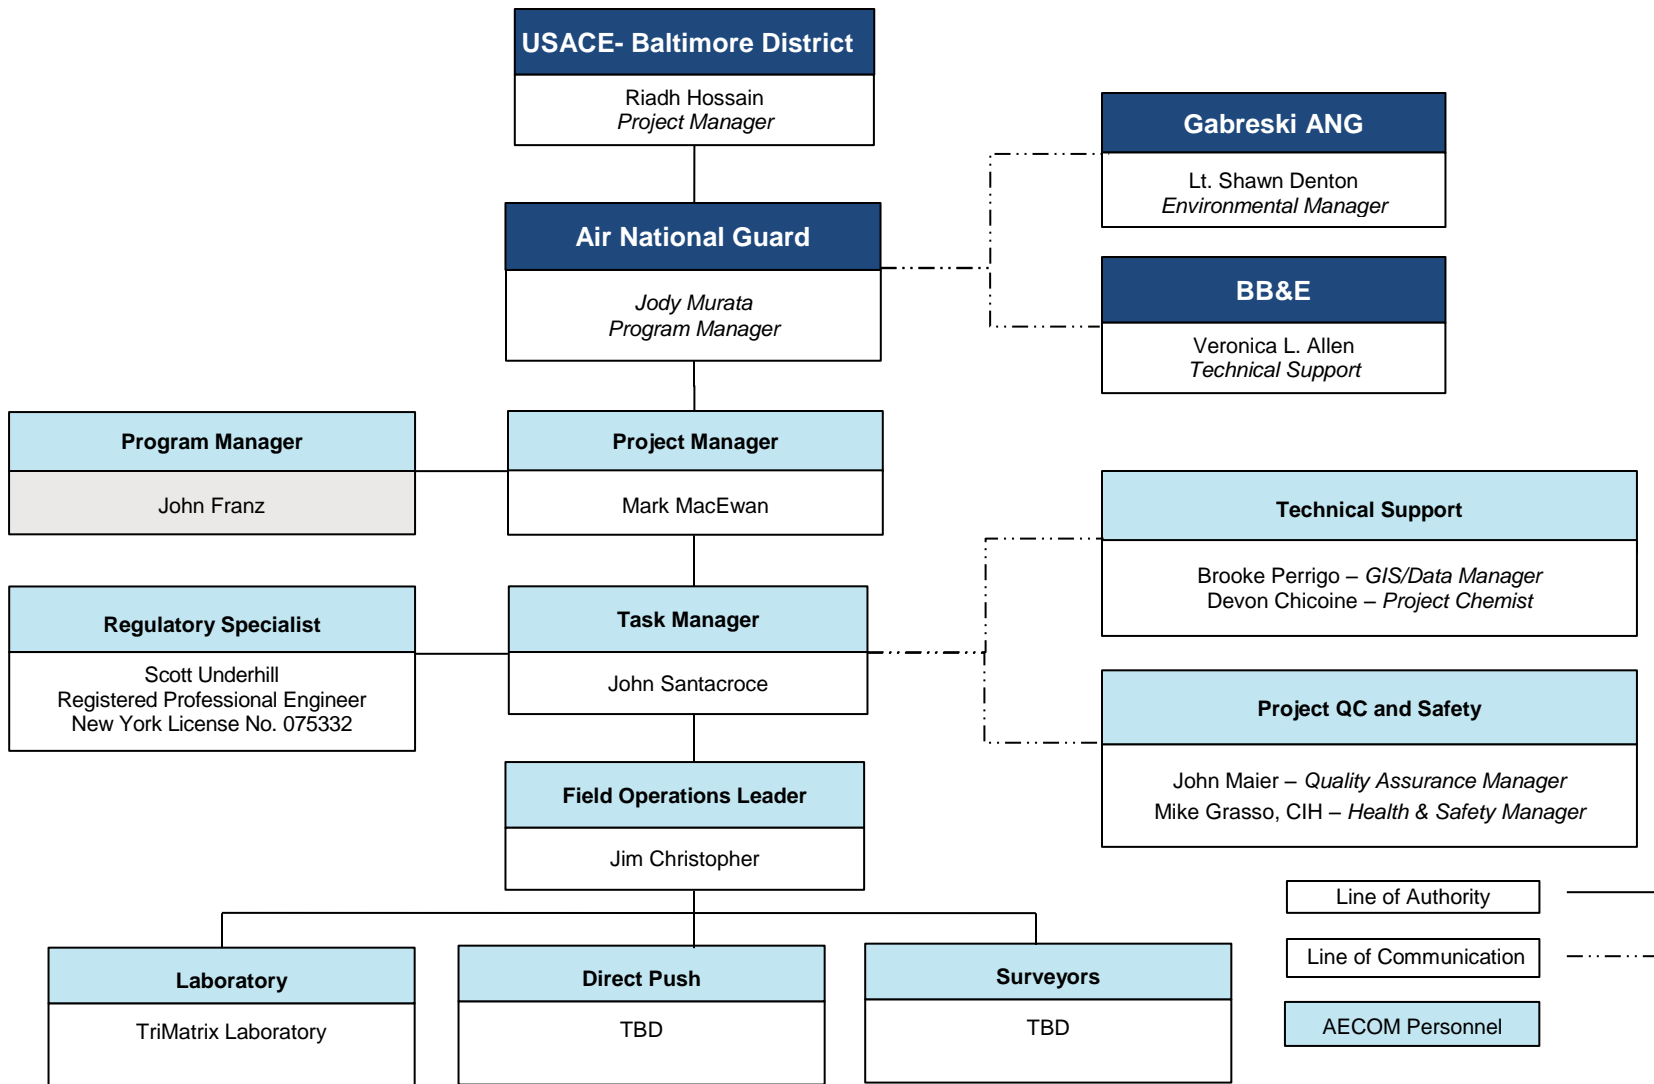 USACE- Baltimore District
Riadh Hossain
Project Manager
Gabreski ANG
Lt. Shawn Denton
Environmental Manager
Air National Guard
Jody Murata
Program Manager
BB&E
Veronica L. Allen
Technical Support
Program Manager
John Franz
Project Manager
Mark MacEwan
Technical Support
Brooke Perrigo – GIS/Data Manager
Devon Chicoine – Project Chemist
Regulatory Specialist
Scott Underhill
Registered Professional Engineer
New York License No. 075332
Task Manager
John Santacroce
Project QC and Safety
John Maier – Quality Assurance Manager
Mike Grasso, CIH – Health & Safety Manager
Field Operations Leader
Jim Christopher
Line of Authority
Line of Communication
AECOM Personnel
Laboratory
TriMatrix Laboratory
Direct Push
TBD
Surveyors
TBD